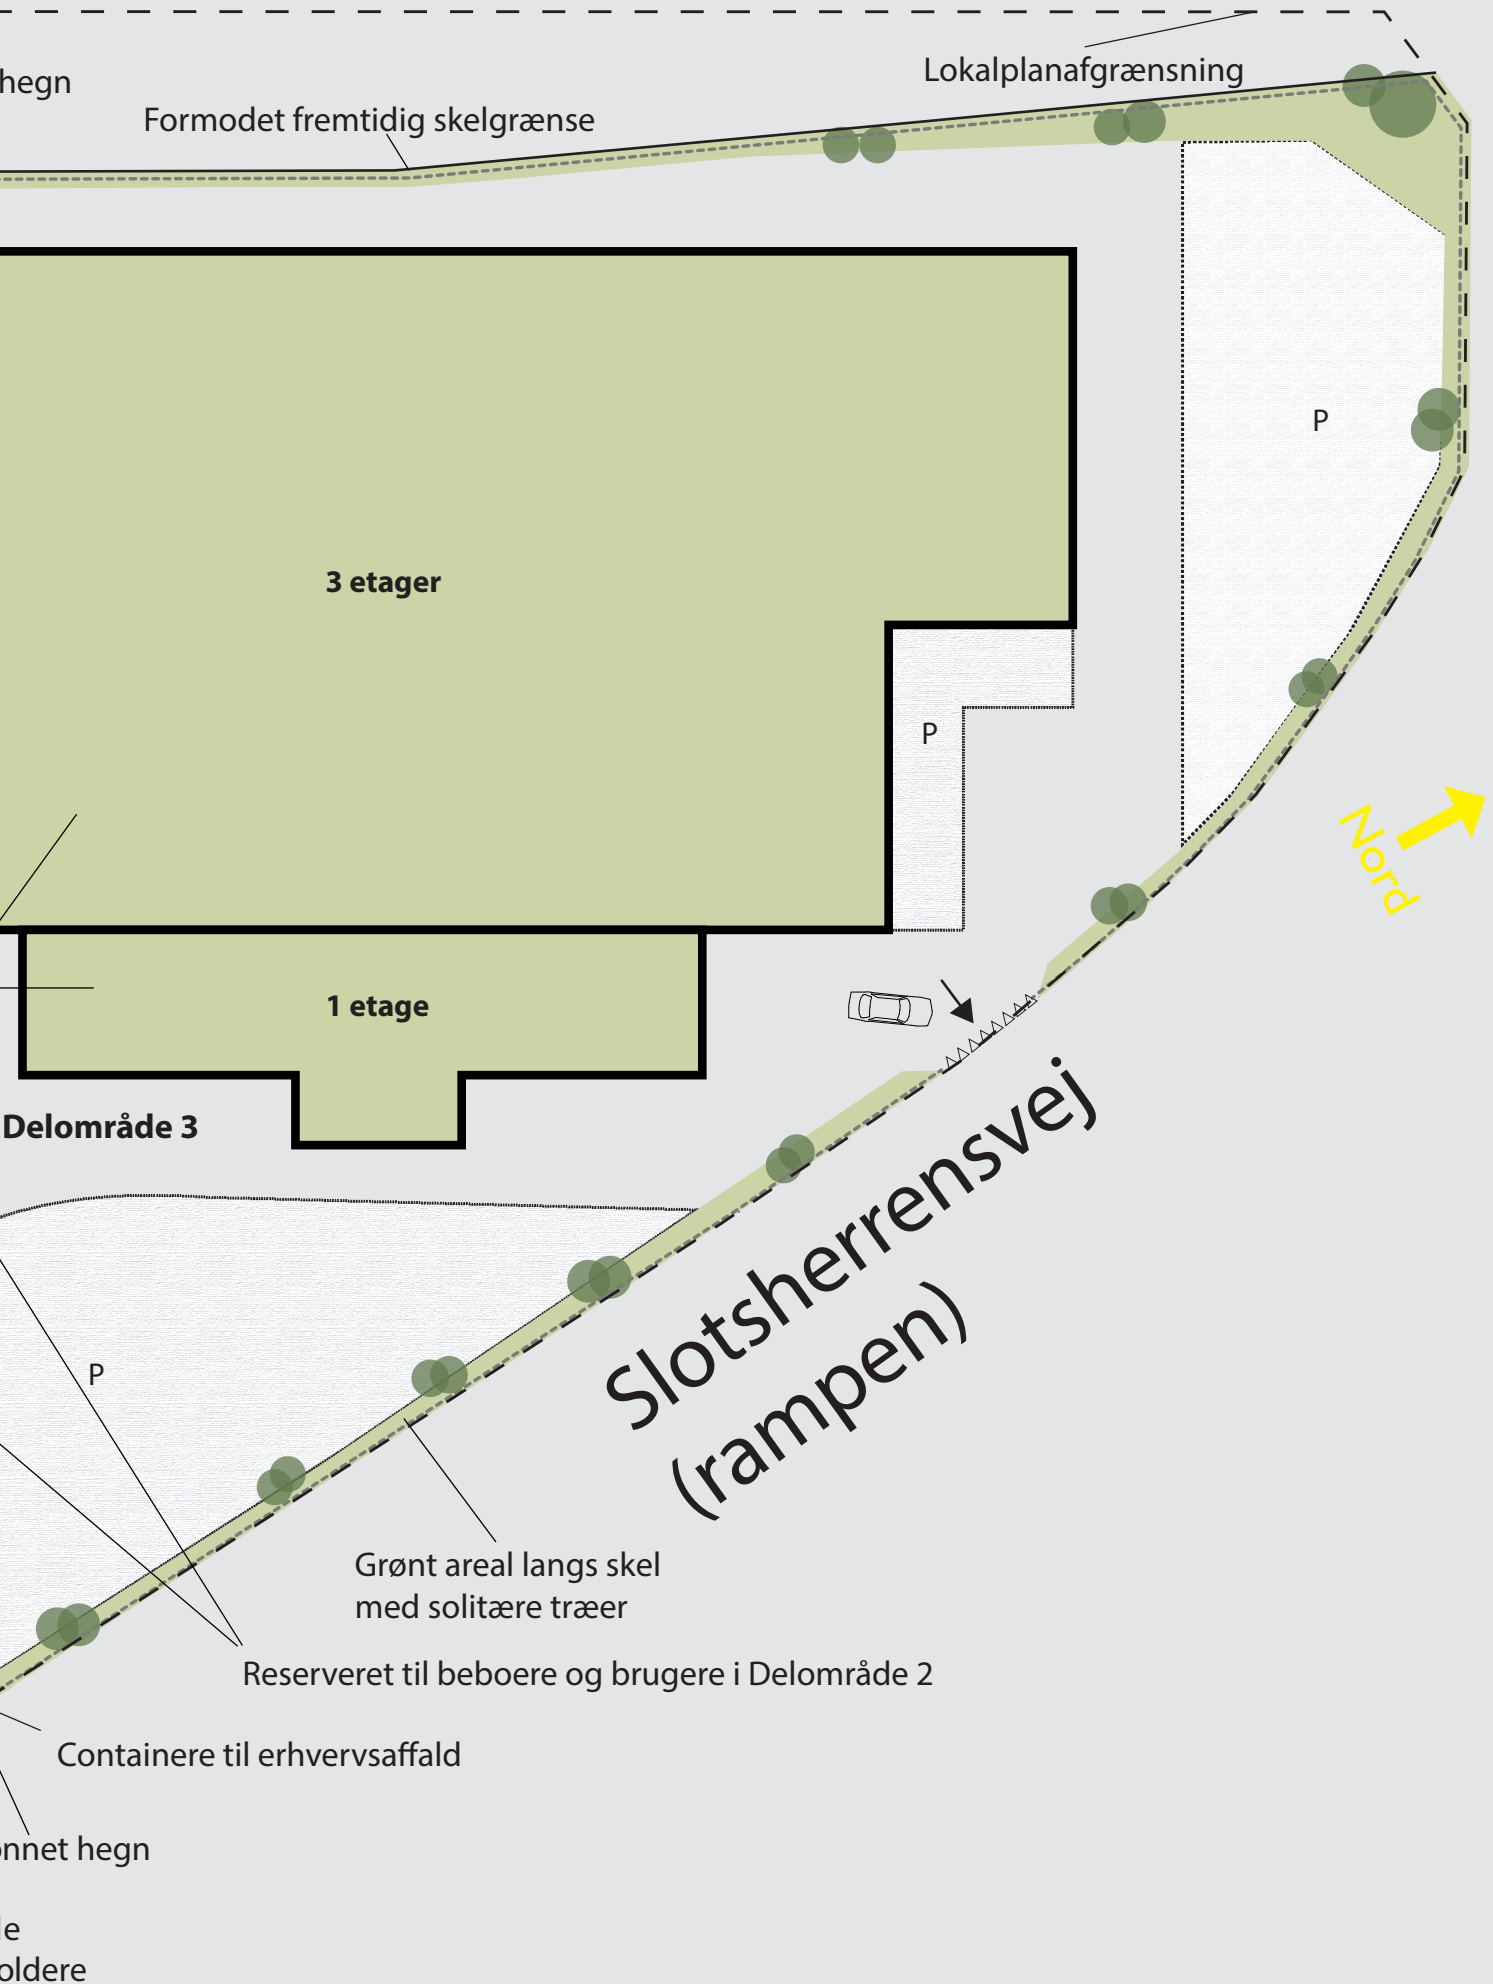 Lokalplanafgrænsning
hegn
Formodet fremtidig skelgrænse
P
3 etager
P
Nord
1 etage
Delområde 3
Slotsherrensvej
(rampen)
P
Grønt areal langs skel
med solitære træer
Reserveret til beboere og brugere i Delområde 2
Containere til erhvervsaffald
onnet hegn
le
oldere